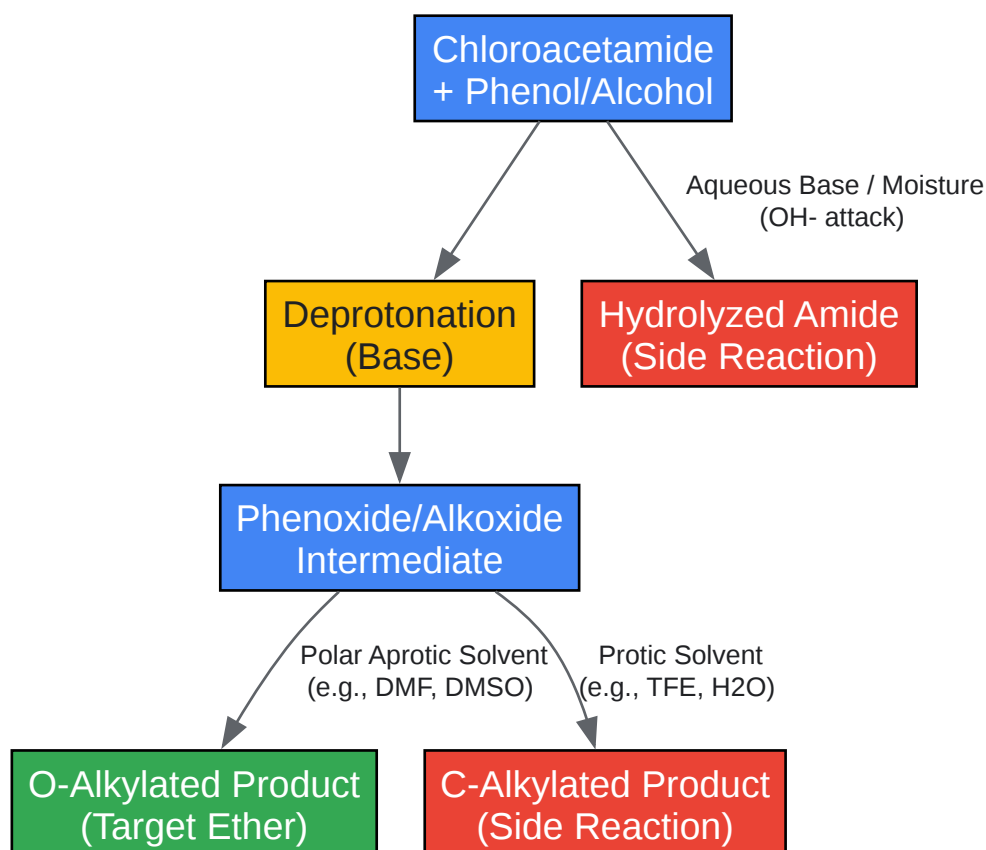 Chloroacetamide
+ Phenol/Alcohol
Aqueous Base / Moisture
(OH- attack)
Deprotonation
(Base)
Hydrolyzed Amide
(Side Reaction)
Phenoxide/Alkoxide
Intermediate
Polar Aprotic Solvent
(e.g., DMF, DMSO)
Protic Solvent
(e.g., TFE, H2O)
O-Alkylated Product
(Target Ether)
C-Alkylated Product
(Side Reaction)